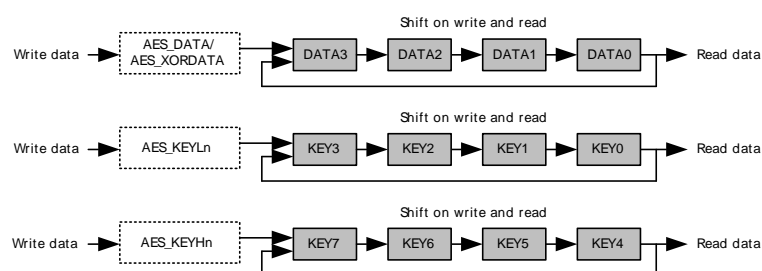 Shift on write and read
Write data AES_DATA/ AES_XORDATA DATA3 DATA2 DATA1 DATA0 Read data
Shift on write and read
Write data AES_KEYLn KEY3 KEY2 KEY1 KEY0 Read data
Shift on write and read
Write data AES_KEYHn KEY7 KEY6 KEY5 KEY4 Read data